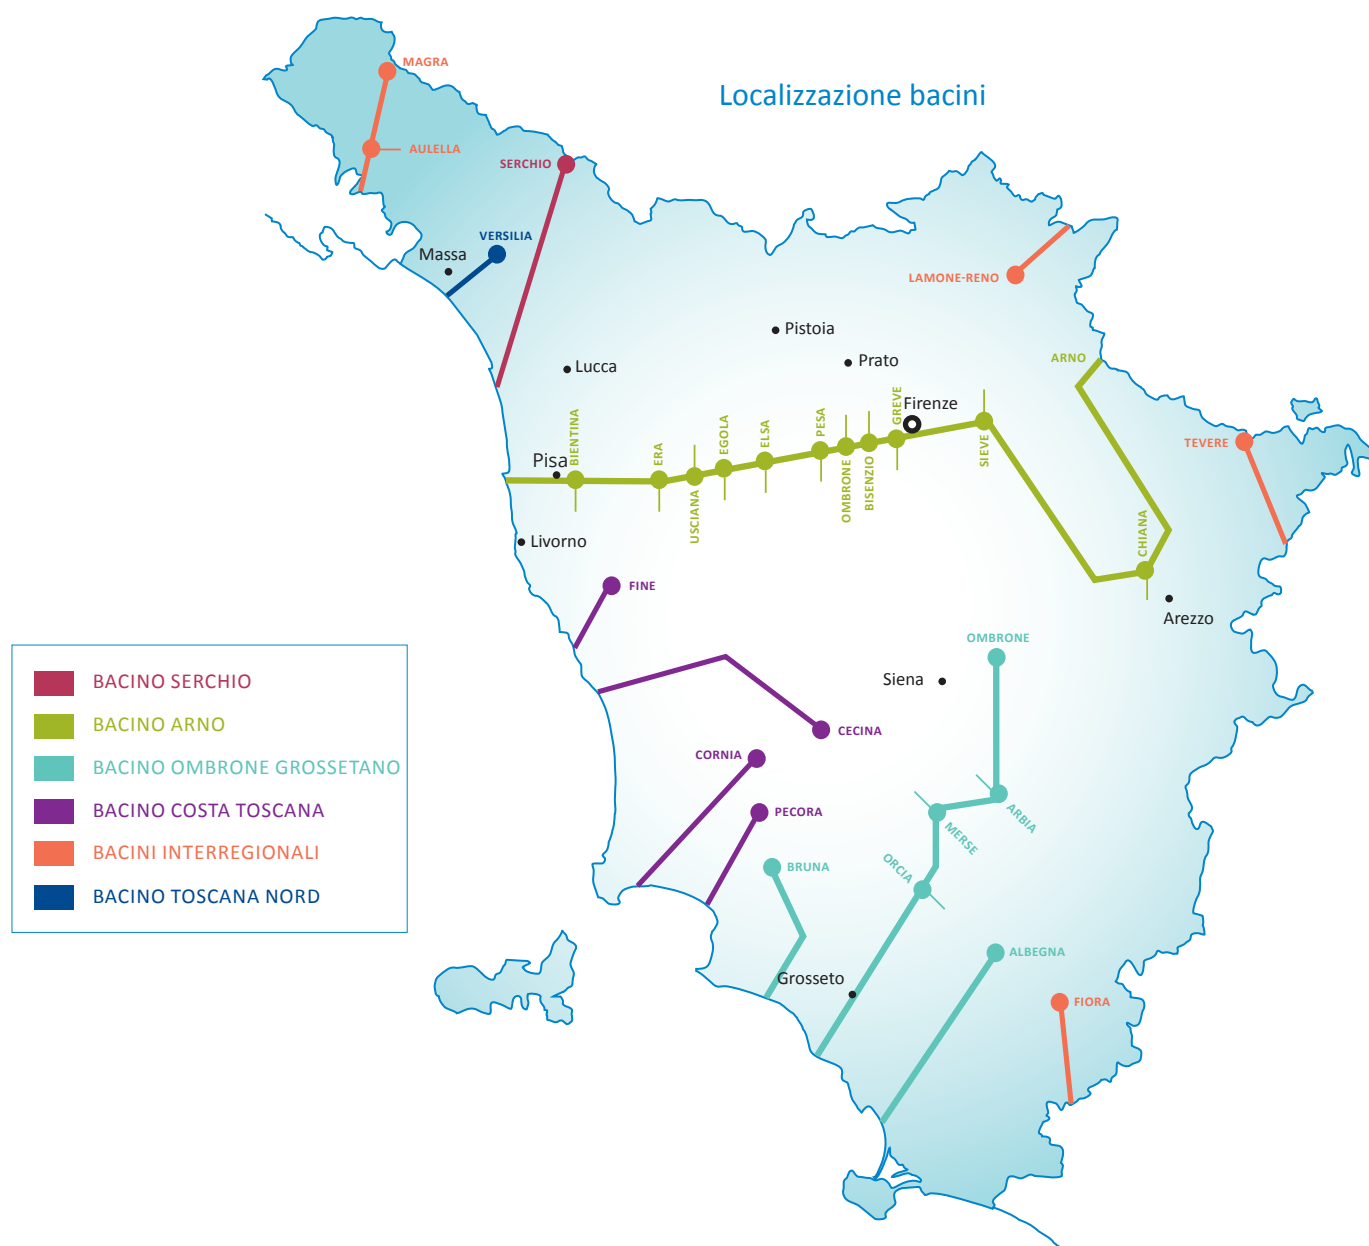 Localizzazione bacini
MAGRA
AULELLA
SERCHIO
VERSILIA
Massa
LAMONE-RENO
Pistoia
Prato
Lucca
ARNO
Firenze
GREVE
BIENTINA
Pisa
ERA
USCIANA
EGOLA
ELSA
PESA
OMBRONE
BISENZIO
SIEVE
TEVERE
CHIANA
Livorno
Arezzo
FINE
OMBRONE
Siena
CECINA
CORNIA
PECORA
ARBIA
MERSE
ORCIA
BRUNA
ALBEGNA
Grosseto
FIORA
BACINO SERCHIO
BACINO ARNO
BACINO OMBRONE GROSSETANO
BACINO COSTA TOSCANA
BACINI INTERREGIONALI
BACINO TOSCANA NORD